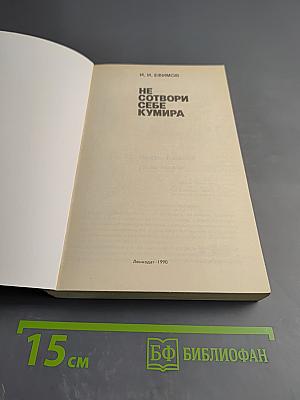 И. И. ЕФИМОВ
НЕ
СОТВОРИ
СЕБЕ
КУМИРА
Лениздат · 1990
15 см
БФ БИБЛИОФАН